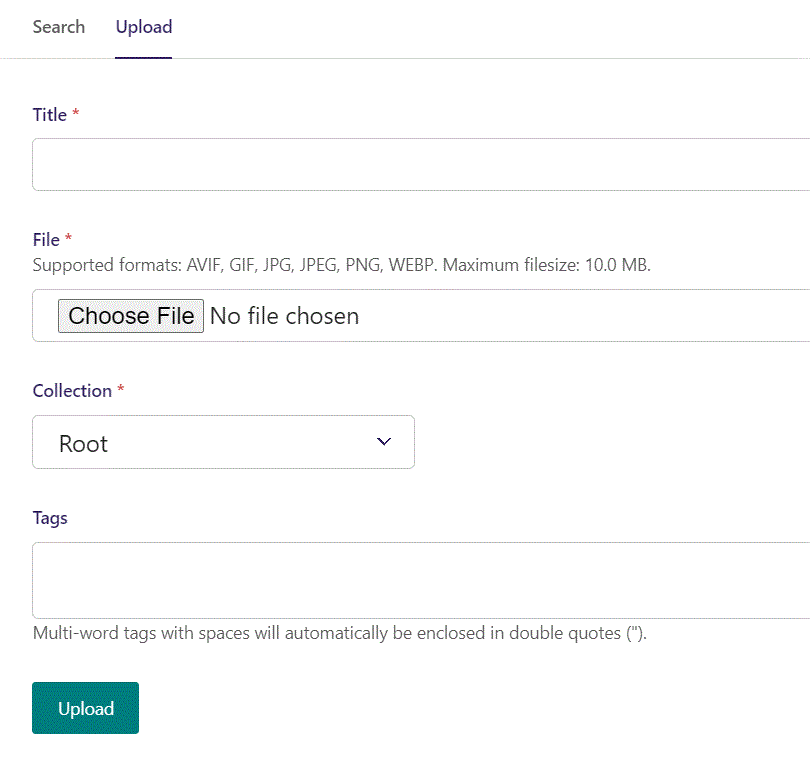 Search Upload
Title *
File *
Supported formats: AVIF, GIF, JPG, JPEG, PNG, WEBP. Maximum filesize: 10.0 MB.
Choose File No file chosen
Collection *
Root
Tags
Multi-word tags with spaces will automatically be enclosed in double quotes (").
Upload